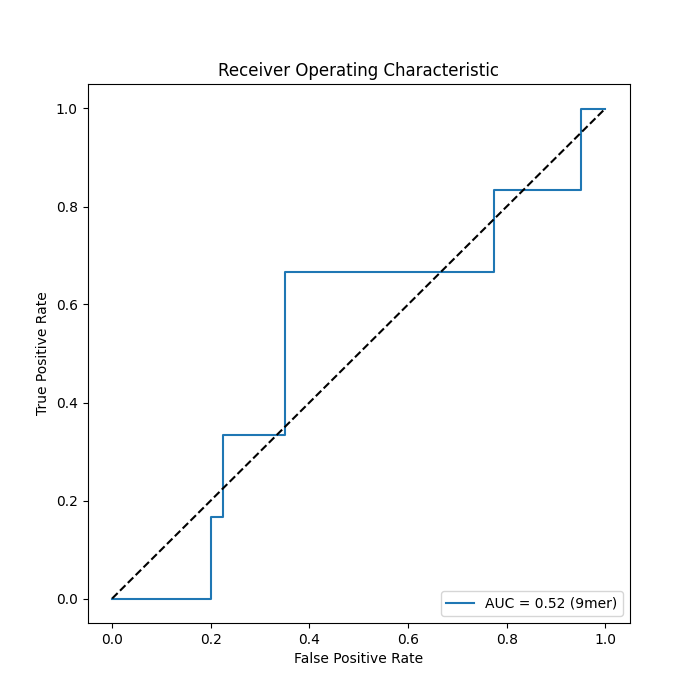 Receiver Operating Characteristic
True Positive Rate
1.0
0.8
0.6
0.4
0.2
0.0
AUC = 0.52 (9mer)
0.0 0.2 0.4 0.6 0.8 1.0
False Positive Rate